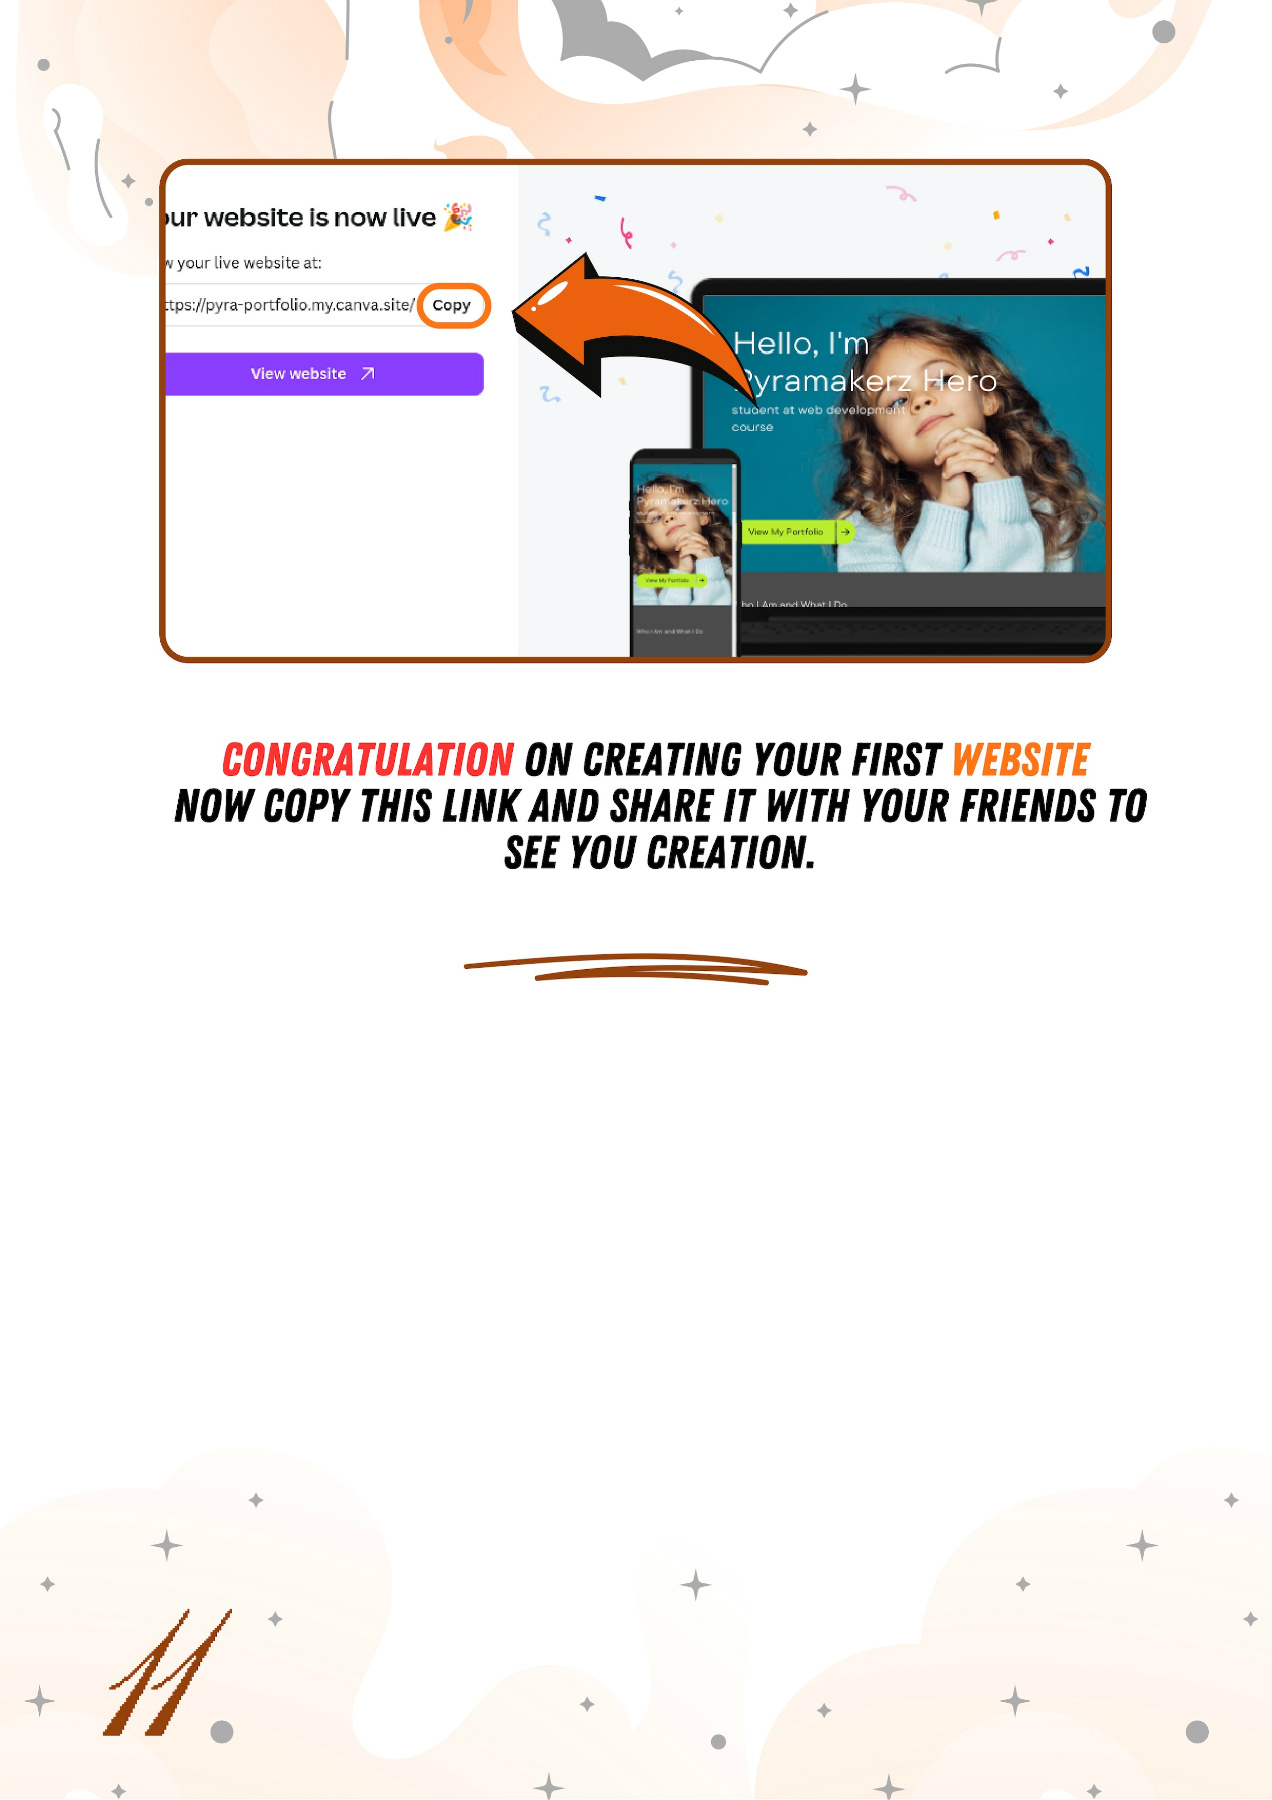 our website is now live 🎉
w your live website at:
ttps://pyra-portfolio.my.canva.site/ Copy
View website
Hello, I'm
Pyramakerz Hero
student at web development
course
View My Portfolio
ho I Am and What I Do
Hello, I'm
Pyramakerz Hero
View My Portfolio
Who I Am and What I Do
CONGRATULATION ON CREATING YOUR FIRST WEBSITE
NOW COPY THIS LINK AND SHARE IT WITH YOUR FRIENDS TO
SEE YOU CREATION.
11